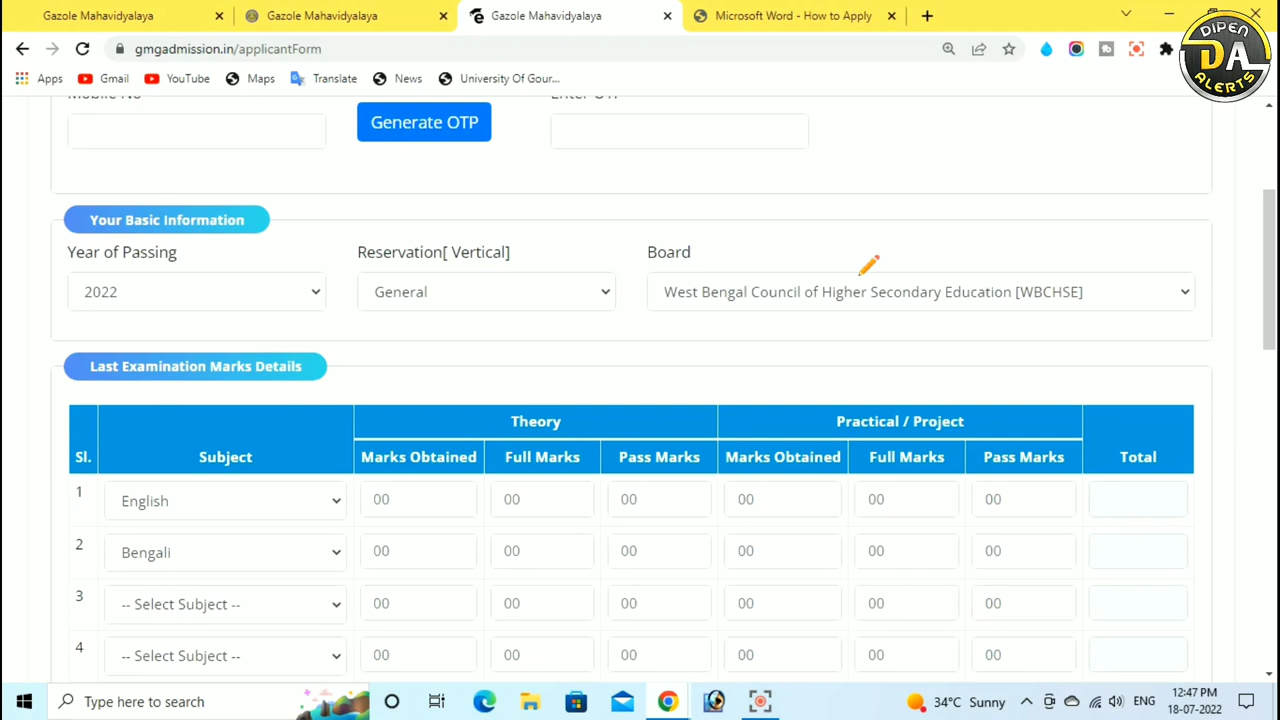 Gazole Mahavidyalaya
Gazole Mahavidyalaya
Gazole Mahavidyalaya
Microsoft Word - How to Apply
gmgadmission.in/applicantForm
Apps
Gmail
YouTube
Maps
Translate
News
University Of Gour...
DIPEN
DA
ALERTS
Mobile No
Generate OTP
Enter OTP
Your Basic Information
Year of Passing
Reservation[ Vertical]
Board
2022
General
West Bengal Council of Higher Secondary Education [WBCHSE]
Last Examination Marks Details
Sl.
Subject
Theory
Practical / Project
Total
Marks Obtained
Full Marks
Pass Marks
Marks Obtained
Full Marks
Pass Marks
1
English
00
00
00
00
00
00
2
Bengali
00
00
00
00
00
00
3
-- Select Subject --
00
00
00
00
00
00
4
-- Select Subject --
00
00
00
00
00
00
Type here to search
34°C Sunny
ENG
12:47 PM
18-07-2022